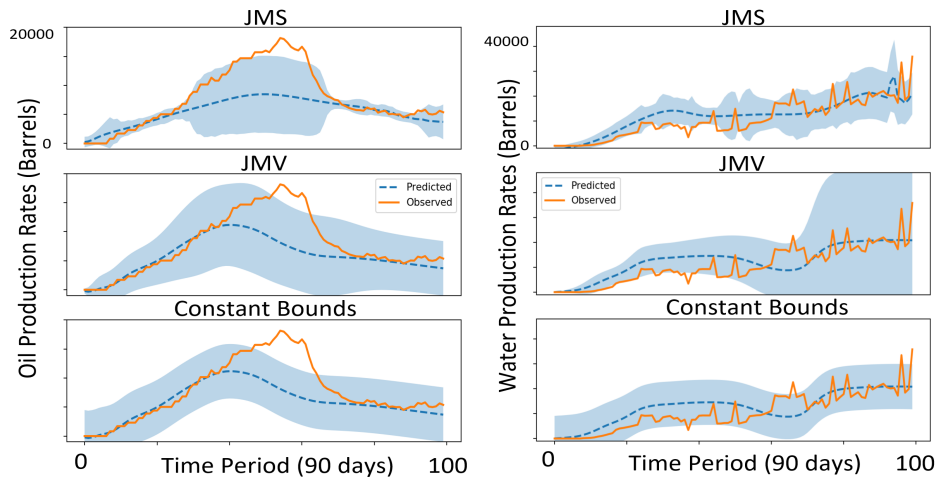 JMS
20000
0
JMV
Predicted
Observed
Constant Bounds
Oil Production Rates (Barrels)
0
Time Period (90 days)
100
JMS
40000
0
JMV
Predicted
Observed
Constant Bounds
Water Production Rates (Barrels)
0
Time Period (90 days)
100